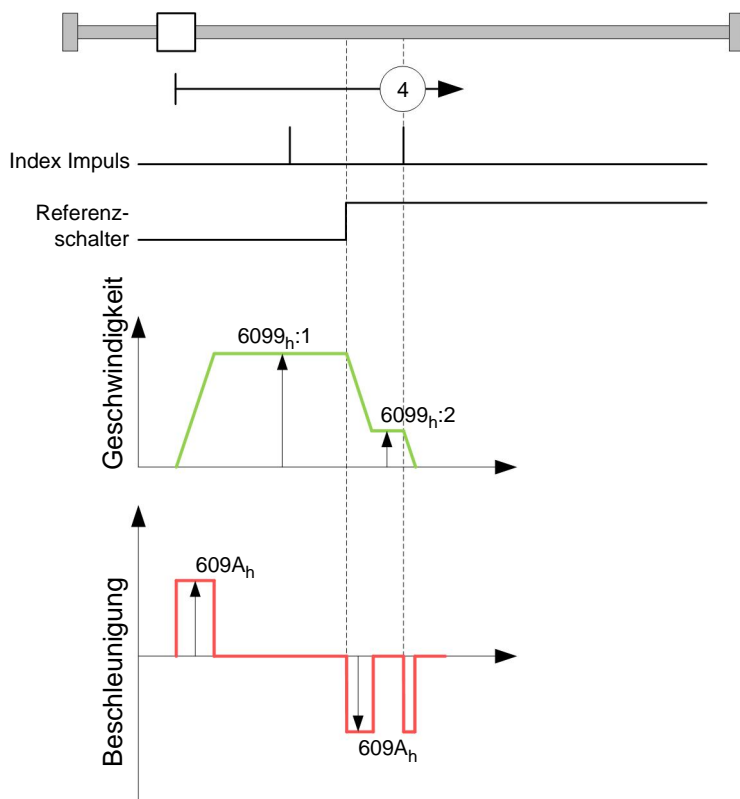 4
Index Impuls
Referenz-
schalter
Geschwindigkeit
6099h:1
6099h:2
Beschleunigung
609Ah
609Ah